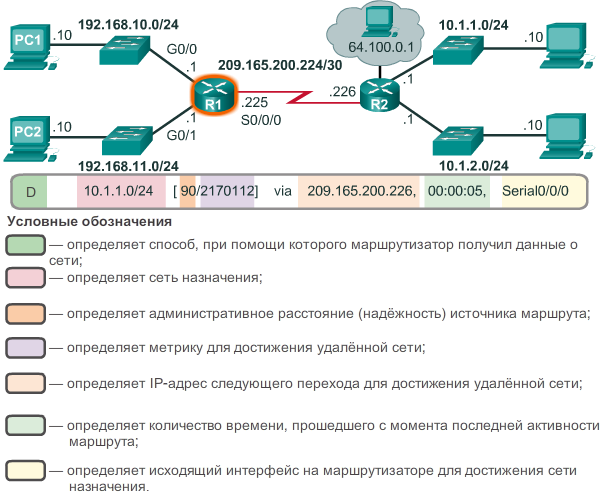 192.168.10.0/24
10.1.1.0/24
PC1
.10
G0/0
64.100.0.1
.10
.1
209.165.200.224/30
.1
R1
.225
.226
R2
PC2
.10
.1
S0/0/0
.1
.10
G0/1
192.168.11.0/24
10.1.2.0/24
D 10.1.1.0/24 [ 90/2170112] via 209.165.200.226, 00:00:05, Serial0/0/0
Условные обозначения
— определяет способ, при помощи которого маршрутизатор получил данные о
сети;
— определяет сеть назначения;
— определяет административное расстояние (надёжность) источника маршрута;
— определяет метрику для достижения удалённой сети;
— определяет IP-адрес следующего перехода для достижения удалённой сети;
— определяет количество времени, прошедшего с момента последней активности
маршрута;
— определяет исходящий интерфейс на маршрутизаторе для достижения сети
назначения.